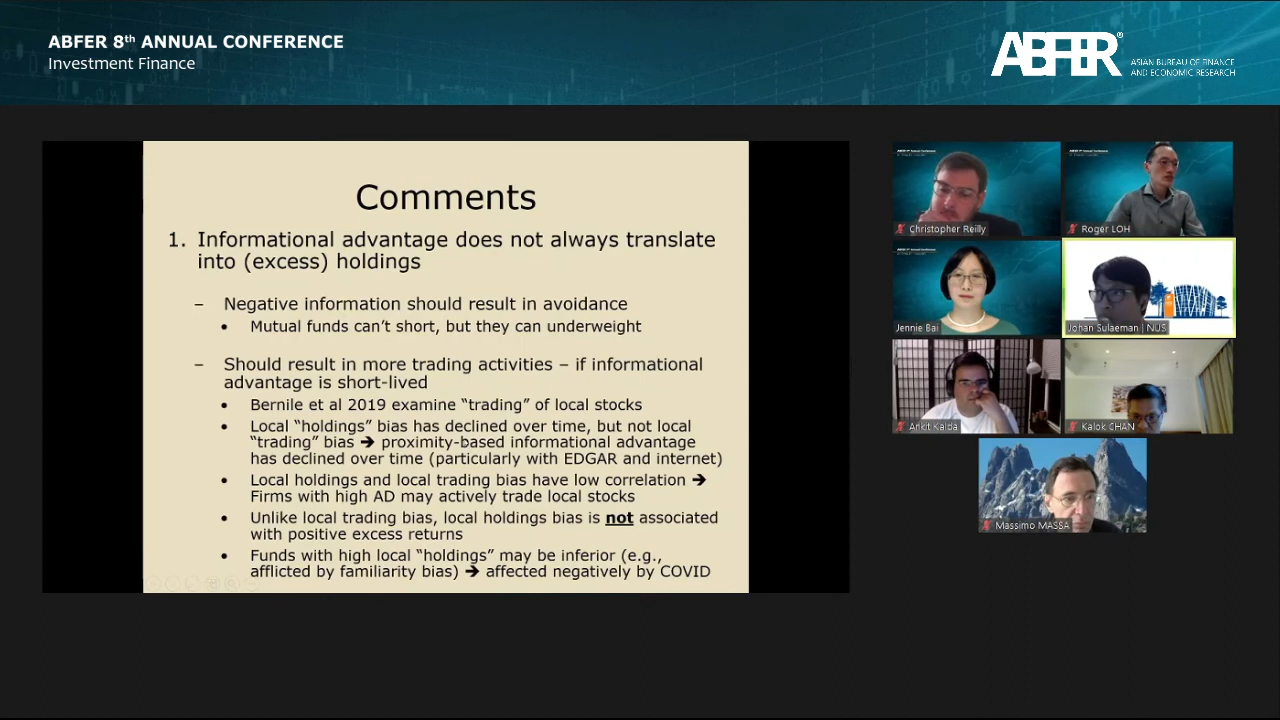 ABFER 8th ANNUAL CONFERENCE
Investment Finance
ABFER®
ASIAN BUREAU OF FINANCE
AND ECONOMIC RESEARCH
Comments
1. Informational advantage does not always translate
into (excess) holdings
– Negative information should result in avoidance
• Mutual funds can't short, but they can underweight
– Should result in more trading activities – if informational
advantage is short-lived
• Bernile et al 2019 examine “trading” of local stocks
• Local “holdings” bias has declined over time, but not local
“trading” bias ➔ proximity-based informational advantage
has declined over time (particularly with EDGAR and internet)
• Local holdings and local trading bias have low correlation ➔
Firms with high AD may actively trade local stocks
• Unlike local trading bias, local holdings bias is not associated
with positive excess returns
• Funds with high local “holdings” may be inferior (e.g.,
afflicted by familiarity bias) ➔ affected negatively by COVID
Christopher Reilly
Roger LOH
Jennie Bai
Johan Sulaeman | NUS
Ankit Kalda
Kalok CHAN
Massimo MASSA